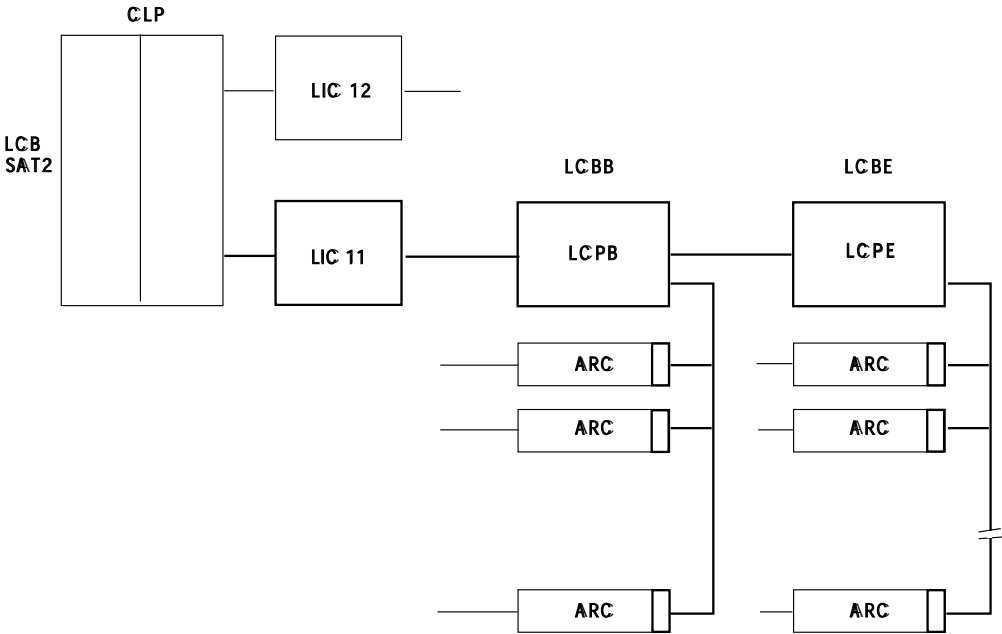 CLP
LIC 12
LCB
SAT2
LCBB
LCBE
LIC 11
LCPB
LCPE
ARC
ARC
ARC
ARC
ARC
ARC